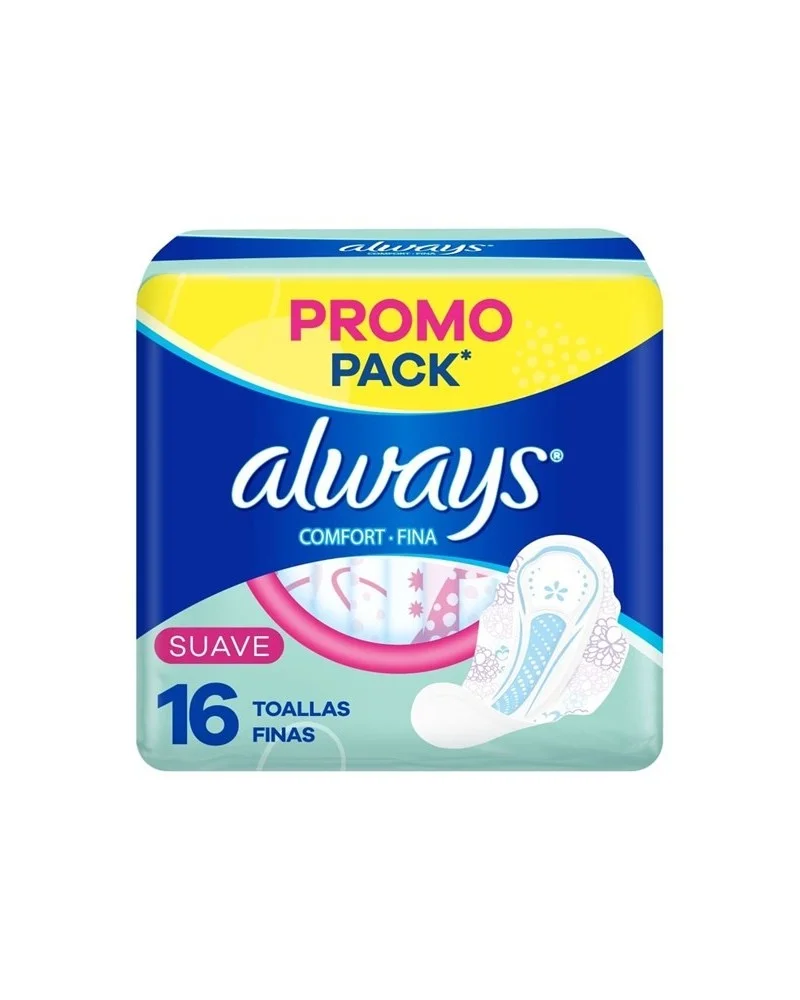 always
COMFORT · FINA
PROMO
PACK*
always®
COMFORT · FINA
SUAVE
16 TOALLAS
FINAS